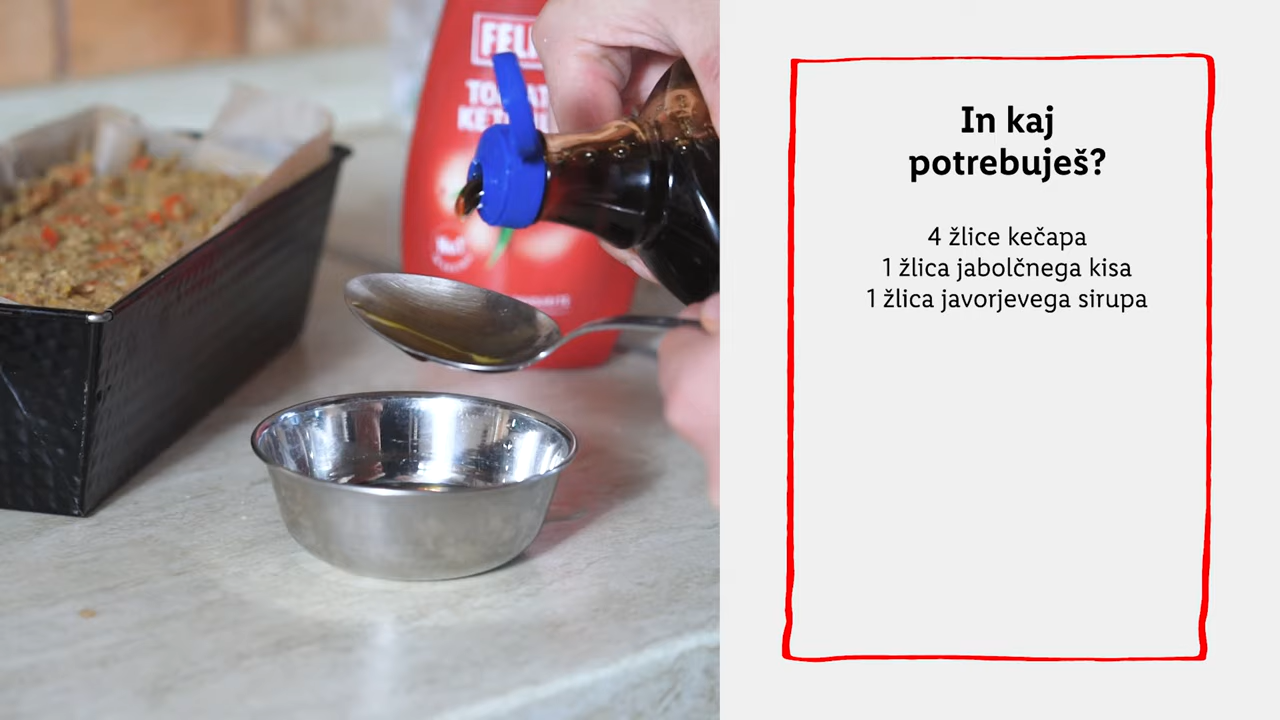 In kaj
potrebuješ?
4 žlice kečapa
1 žlica jabolčnega kisa
1 žlica javorjevega sirupa